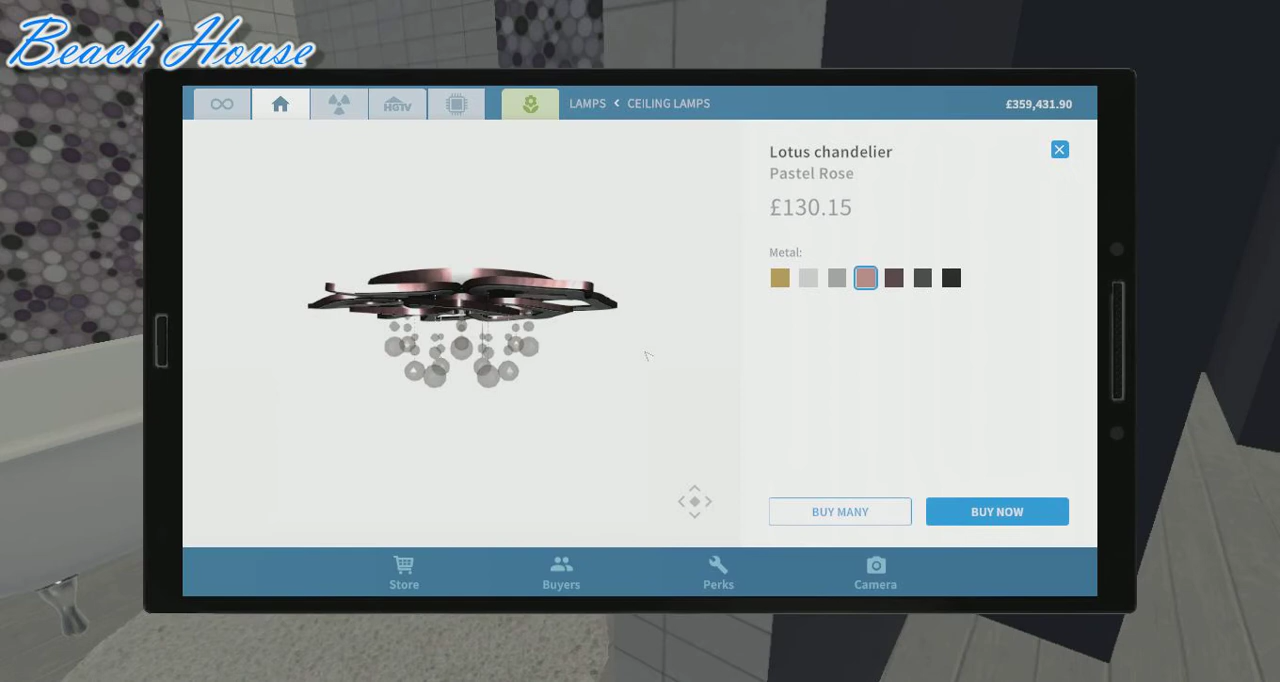 Beach House
HGTV
LAMPS < CEILING LAMPS
£359,431.90
Lotus chandelier
Pastel Rose
£130.15
Metal:
BUY MANY
BUY NOW
Store
Buyers
Perks
Camera